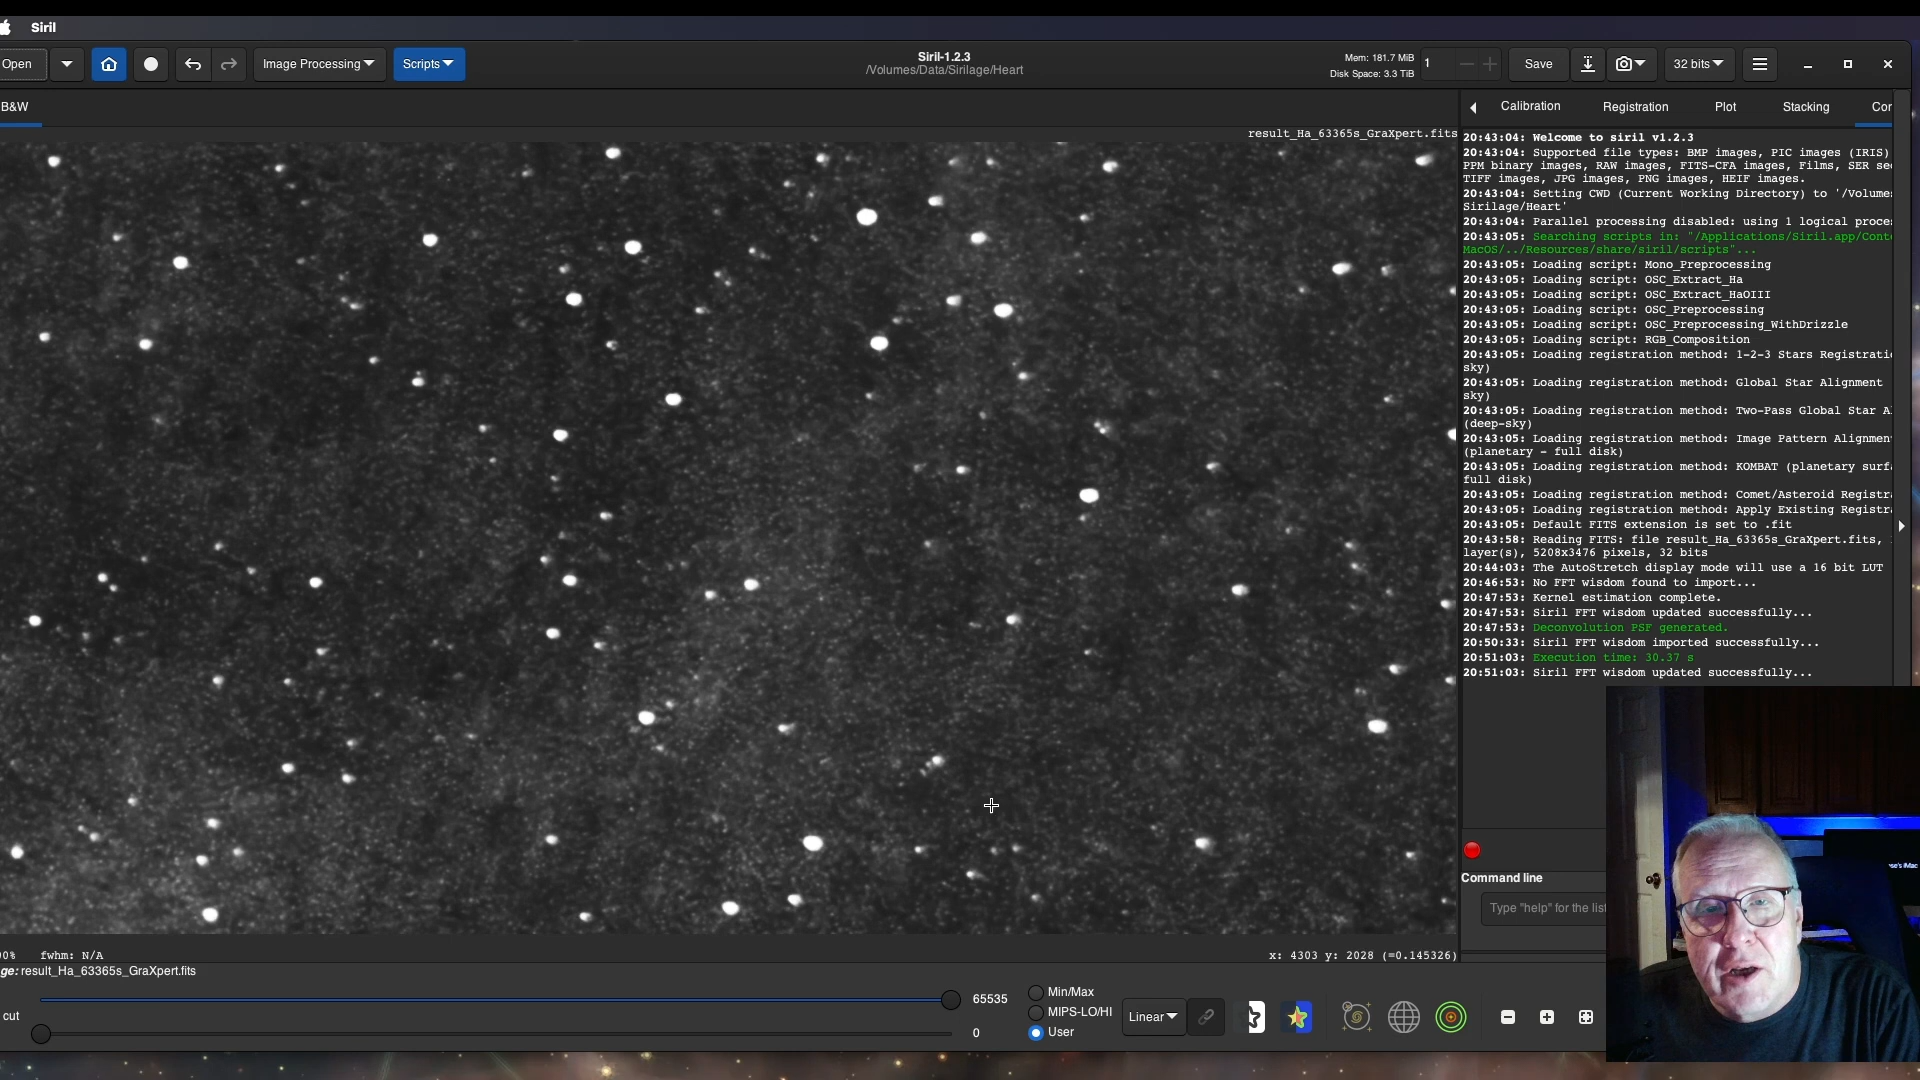 Siril
Open
Image Processing
Scripts
Siril-1.2.3
/Volumes/Data/Sirilage/Heart
Mem: 181.7 MiB
Disk Space: 3.3 TiB
1
Save
32 bits
B&W
Calibration
Registration
Plot
Stacking
Cor
result_Ha_63365s_GraXpert.fits
20:43:04: Welcome to siril v1.2.3
20:43:04: Supported file types: BMP images, PIC images (IRIS)
PPM binary images, RAW images, FITS-CFA images, Films, SER se
TIFF images, JPG images, PNG images, HEIF images.
20:43:04: Setting CWD (Current Working Directory) to '/Volume
Sirilage/Heart'
20:43:04: Parallel processing disabled: using 1 logical proce
20:43:05: Searching scripts in: "/Applications/Siril.app/Cont
MacOS/../Resources/share/siril/scripts"...
20:43:05: Loading script: Mono_Preprocessing
20:43:05: Loading script: OSC_Extract_Ha
20:43:05: Loading script: OSC_Extract_HaOIII
20:43:05: Loading script: OSC_Preprocessing
20:43:05: Loading script: OSC_Preprocessing_WithDrizzle
20:43:05: Loading script: RGB_Composition
20:43:05: Loading registration method: 1-2-3 Stars Registrati
sky)
20:43:05: Loading registration method: Global Star Alignment
sky)
20:43:05: Loading registration method: Two-Pass Global Star A
(deep-sky)
20:43:05: Loading registration method: Image Pattern Alignmen
(planetary - full disk)
20:43:05: Loading registration method: KOMBAT (planetary surf
full disk)
20:43:05: Loading registration method: Comet/Asteroid Registr
20:43:05: Loading registration method: Apply Existing Registr
20:43:05: Default FITS extension is set to .fit
20:43:58: Reading FITS: file result_Ha_63365s_GraXpert.fits,
layer(s), 5208x3476 pixels, 32 bits
20:44:03: The AutoStretch display mode will use a 16 bit LUT
20:46:53: No FFT wisdom found to import...
20:47:53: Kernel estimation complete.
20:47:53: Siril FFT wisdom updated successfully...
20:47:53: Deconvolution PSF generated.
20:50:33: Siril FFT wisdom imported successfully...
20:51:03: Execution time: 30.37 s
20:51:03: Siril FFT wisdom updated successfully...
Command line
Type "help" for the list
00% fwhm: N/A
x: 4303 y: 2028 (=0.145326)
ge: result_Ha_63365s_GraXpert.fits
65535
cut
0
Min/Max
MIPS-LO/HI
User
Linear